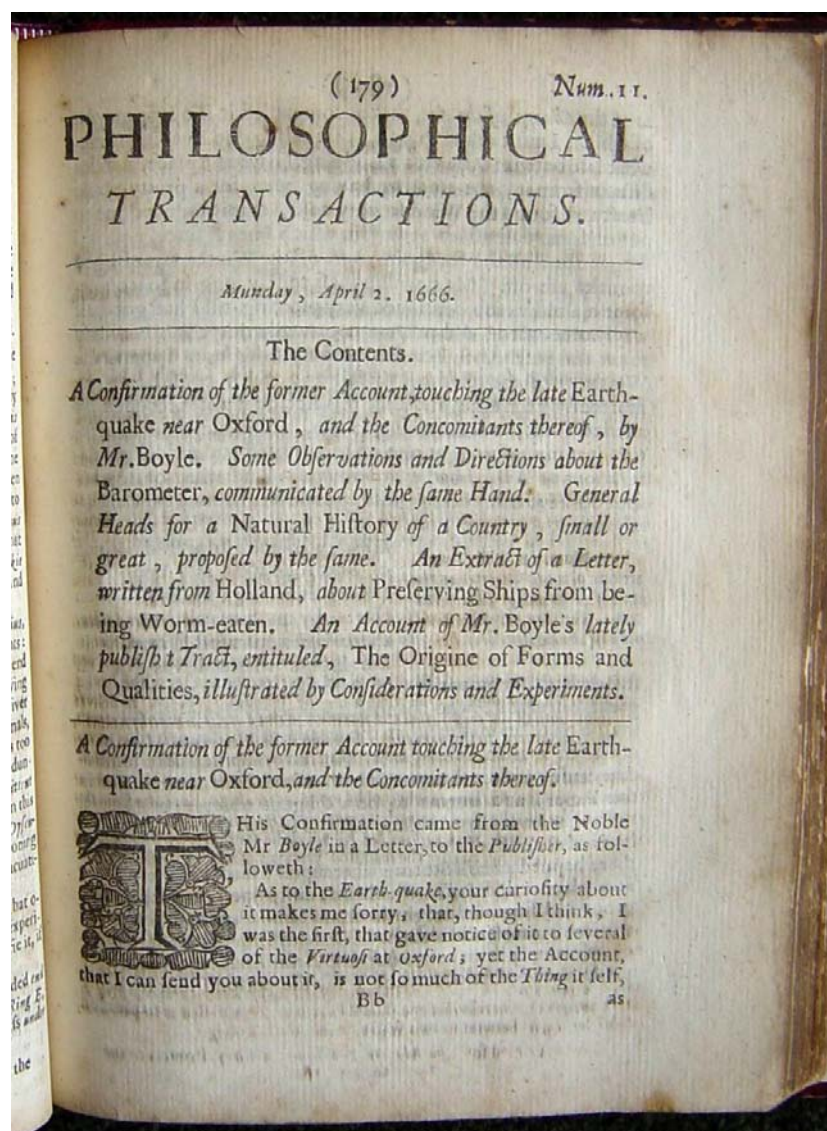 (179) Num. 11.
PHILOSOPHICAL
TRANSACTIONS.
Munday, April 2. 1666.
The Contents.
A Confirmation of the former Account, touching the late Earth-
quake near Oxford, and the Concomitants thereof, by
Mr. Boyle. Some Obſervations and Directions about the
Barometer, communicated by the ſame Hand. General
Heads for a Natural Hiſtory of a Country, ſmall or
great, propoſed by the ſame. An Extract of a Letter,
written from Holland, about Preſerving Ships from be-
ing Worm-eaten. An Account of Mr. Boyle's lately
publiſh't Tract, entituled, The Origine of Forms and
Qualities, illuſtrated by Conſiderations and Experiments.
A Confirmation of the former Account touching the late Earth-
quake near Oxford, and the Concomitants thereof.
THis Confirmation came from the Noble
Mr Boyle in a Letter, to the Publiſher, as fol-
loweth:
As to the Earth-quake, your curioſity about
it makes me ſorry, that, though I think, I
was the firſt, that gave notice of it to ſeveral
of the Virtuoſi at Oxford; yet the Account,
that I can ſend you about it, is not ſo much of the Thing it ſelf,
Bb as